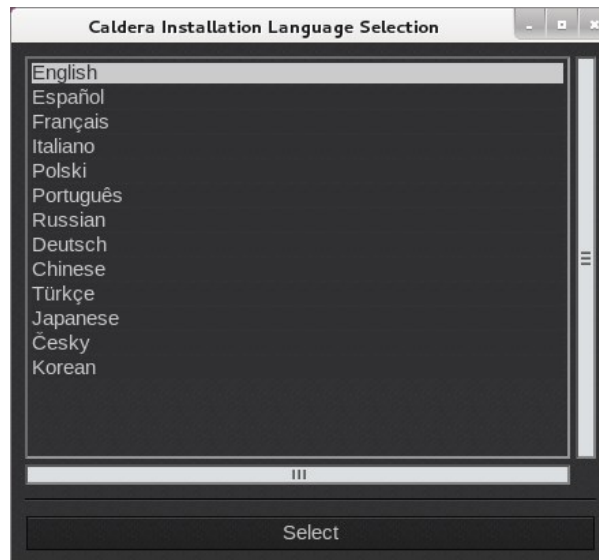 Caldera Installation Language Selection
English
Español
Français
Italiano
Polski
Português
Russian
Deutsch
Chinese
Türkçe
Japanese
Česky
Korean
Select